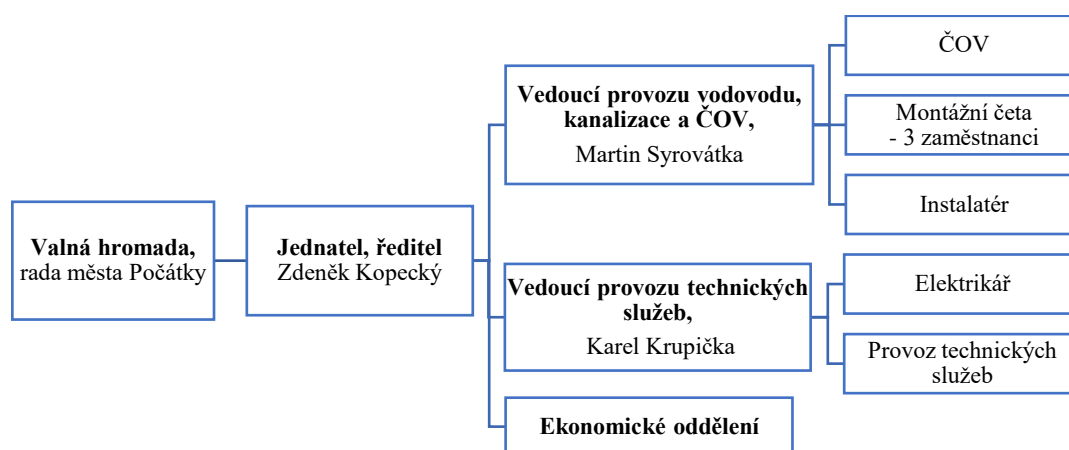 Valná hromada,
rada města Počátky
Jednatel, ředitel
Zdeněk Kopecký
Vedoucí provozu vodovodu,
kanalizace a ČOV,
Martin Syrovátka
ČOV
Montážní četa
- 3 zaměstnanci
Instalatér
Vedoucí provozu technických
služeb,
Karel Krupička
Elektrikář
Provoz technických
služeb
Ekonomické oddělení